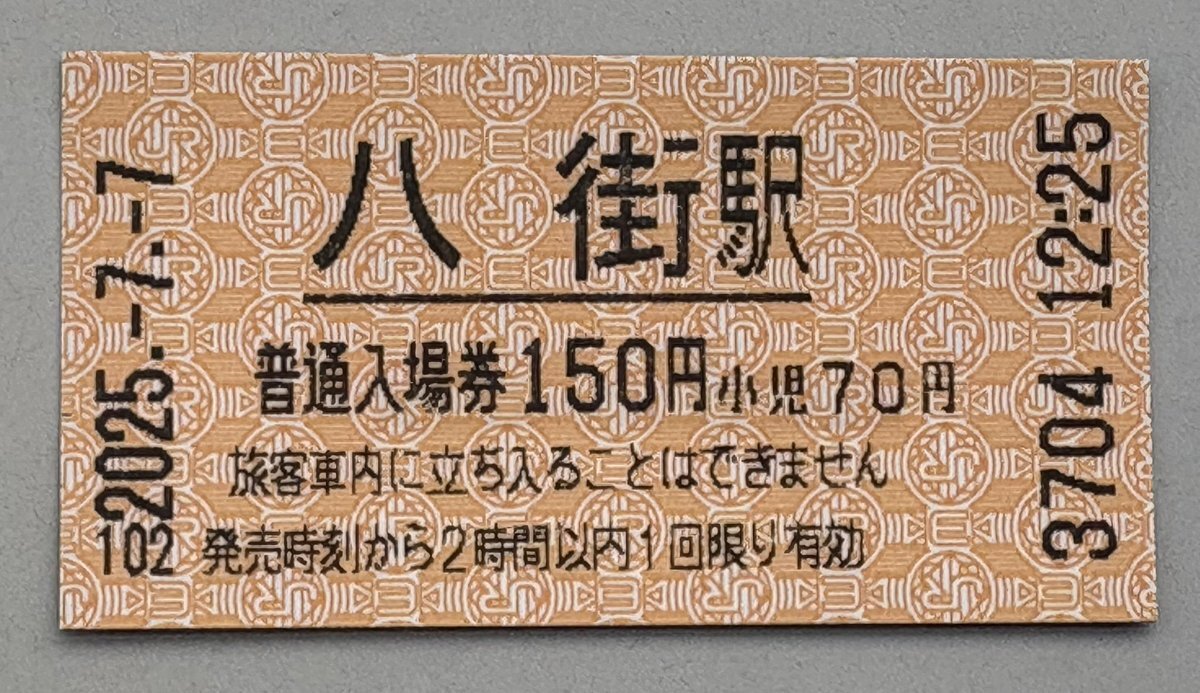 八街駅
普通入場券150円小児70円
旅客車内に立ち入ることはできません
発売時刻から2時間以内1回限り有効
102
2025.-7.-7
3704 12:25